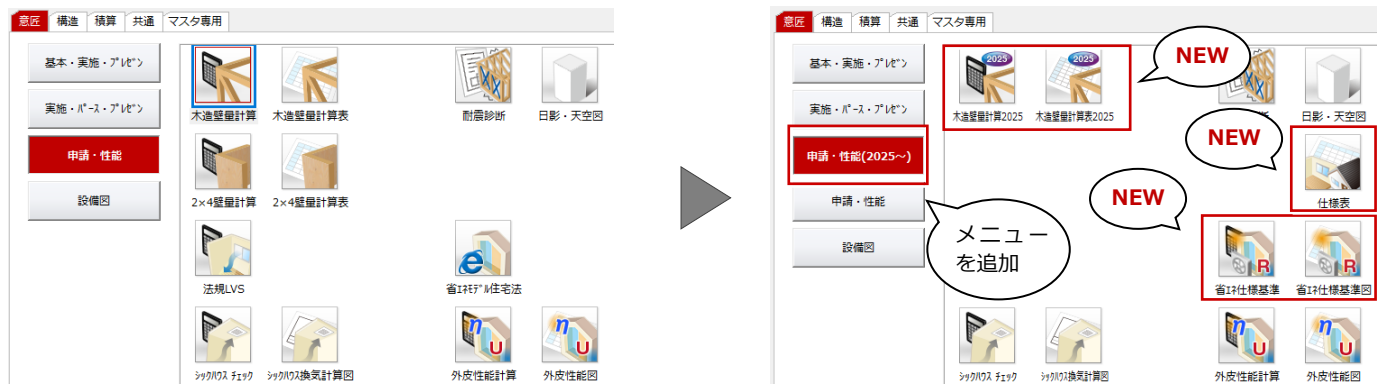 意匠 構造 積算 共通 マスタ専用
基本・実施・プレゼン
実施・パース・プレゼン
申請・性能
設備図
木造壁量計算 木造壁量計算表 耐震診断 日影・天空図
2×4壁量計算 2×4壁量計算表
法規LVS 省エネモデル住宅法
シックハウス チェック シックハウス換気計算図 外皮性能計算 外皮性能図
意匠 構造 積算 共通 マスタ専用
基本・実施・プレゼン
実施・パース・プレゼン
申請・性能(2025~)
申請・性能
設備図
2025 2025
NEW
木造壁量計算2025 木造壁量計算表2025 日影・天空図
NEW
仕様表
NEW
メニュー
を追加
R R
省エネ仕様基準 省エネ仕様基準図
シックハウス チェック シックハウス換気計算図 外皮性能計算 外皮性能図